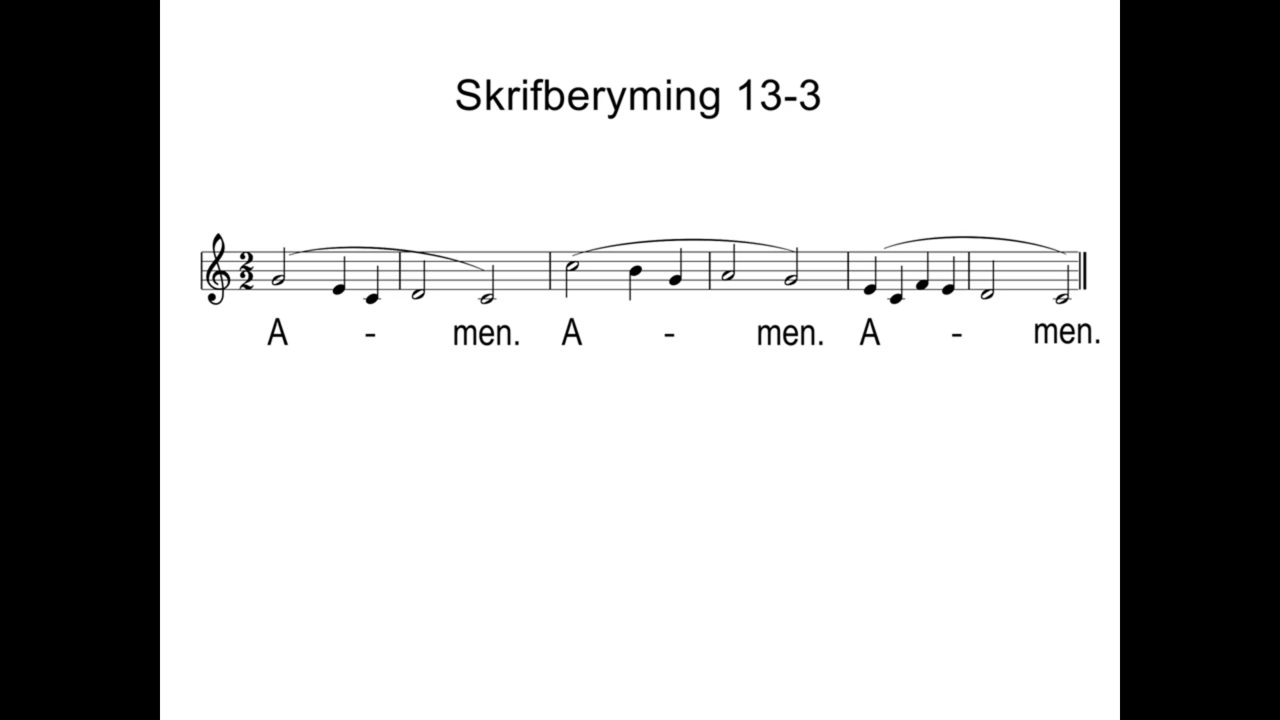 Skrifberyming 13-3
A - men. A - men. A - men.